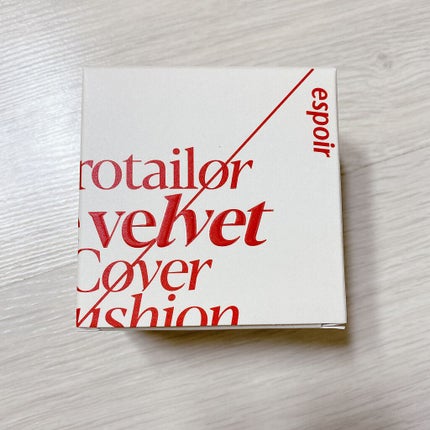 espoir
rotailor
velvet
Cover
ushion